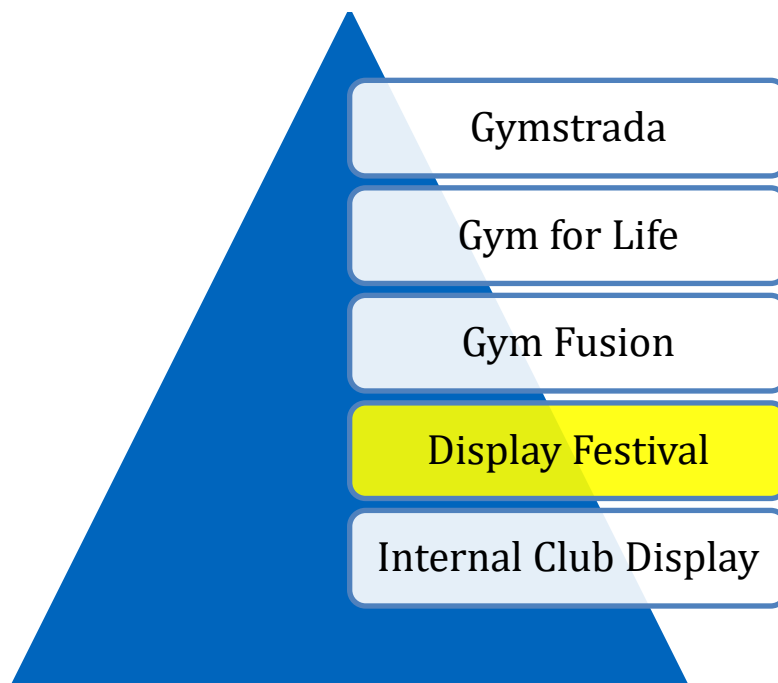 Gymstrada
Gym for Life
Gym Fusion
Display Festival
Internal Club Display